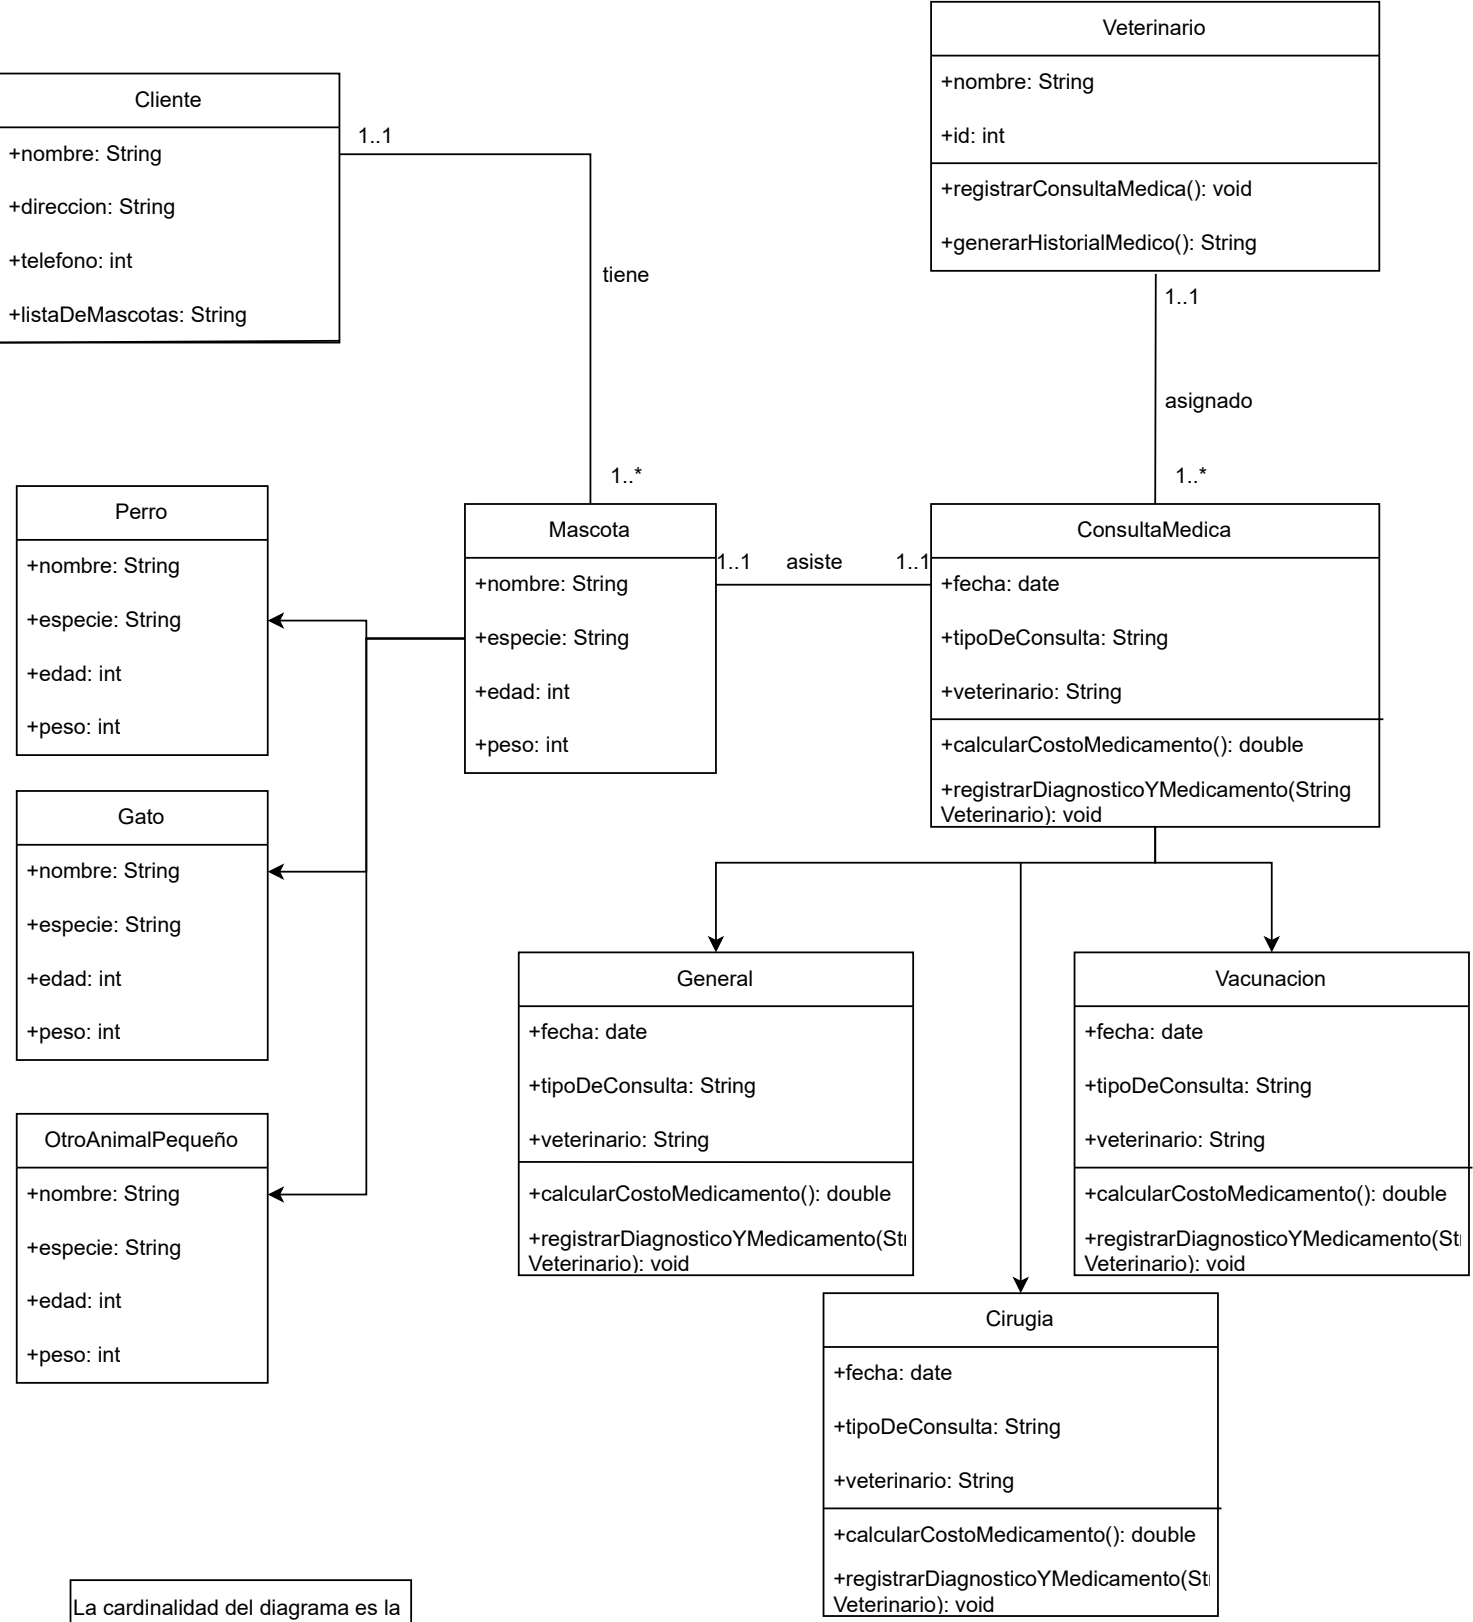 Veterinario
+nombre: String
+id: int
+registrarConsultaMedica(): void
+generarHistorialMedico(): String
Cliente
+nombre: String
+direccion: String
+telefono: int
+listaDeMascotas: String
1..1
tiene
1..*
1..1
asignado
1..*
Perro
+nombre: String
+especie: String
+edad: int
+peso: int
Mascota
+nombre: String
+especie: String
+edad: int
+peso: int
1..1 asiste 1..1
ConsultaMedica
+fecha: date
+tipoDeConsulta: String
+veterinario: String
+calcularCostoMedicamento(): double
+registrarDiagnosticoYMedicamento(String
Veterinario): void
Gato
+nombre: String
+especie: String
+edad: int
+peso: int
OtroAnimalPequeño
+nombre: String
+especie: String
+edad: int
+peso: int
General
+fecha: date
+tipoDeConsulta: String
+veterinario: String
+calcularCostoMedicamento(): double
+registrarDiagnosticoYMedicamento(Stri
Veterinario): void
Vacunacion
+fecha: date
+tipoDeConsulta: String
+veterinario: String
+calcularCostoMedicamento(): double
+registrarDiagnosticoYMedicamento(Stri
Veterinario): void
Cirugia
+fecha: date
+tipoDeConsulta: String
+veterinario: String
+calcularCostoMedicamento(): double
+registrarDiagnosticoYMedicamento(Stri
Veterinario): void
La cardinalidad del diagrama es la